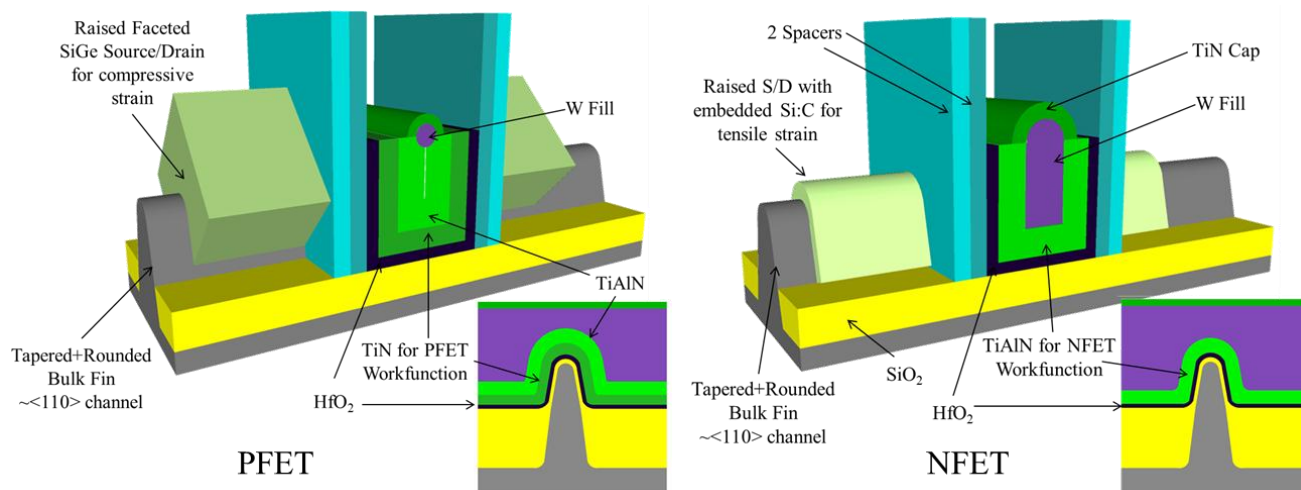 Raised Faceted
SiGe Source/Drain
for compressive
strain
W Fill
TiAlN
TiN for PFET
Workfunction
HfO₂
Tapered+Rounded
Bulk Fin
~<110> channel
PFET
2 Spacers
TiN Cap
Raised S/D with
embedded Si:C for
tensile strain
W Fill
TiAlN for NFET
Workfunction
SiO₂
HfO₂
Tapered+Rounded
Bulk Fin
~<110> channel
NFET